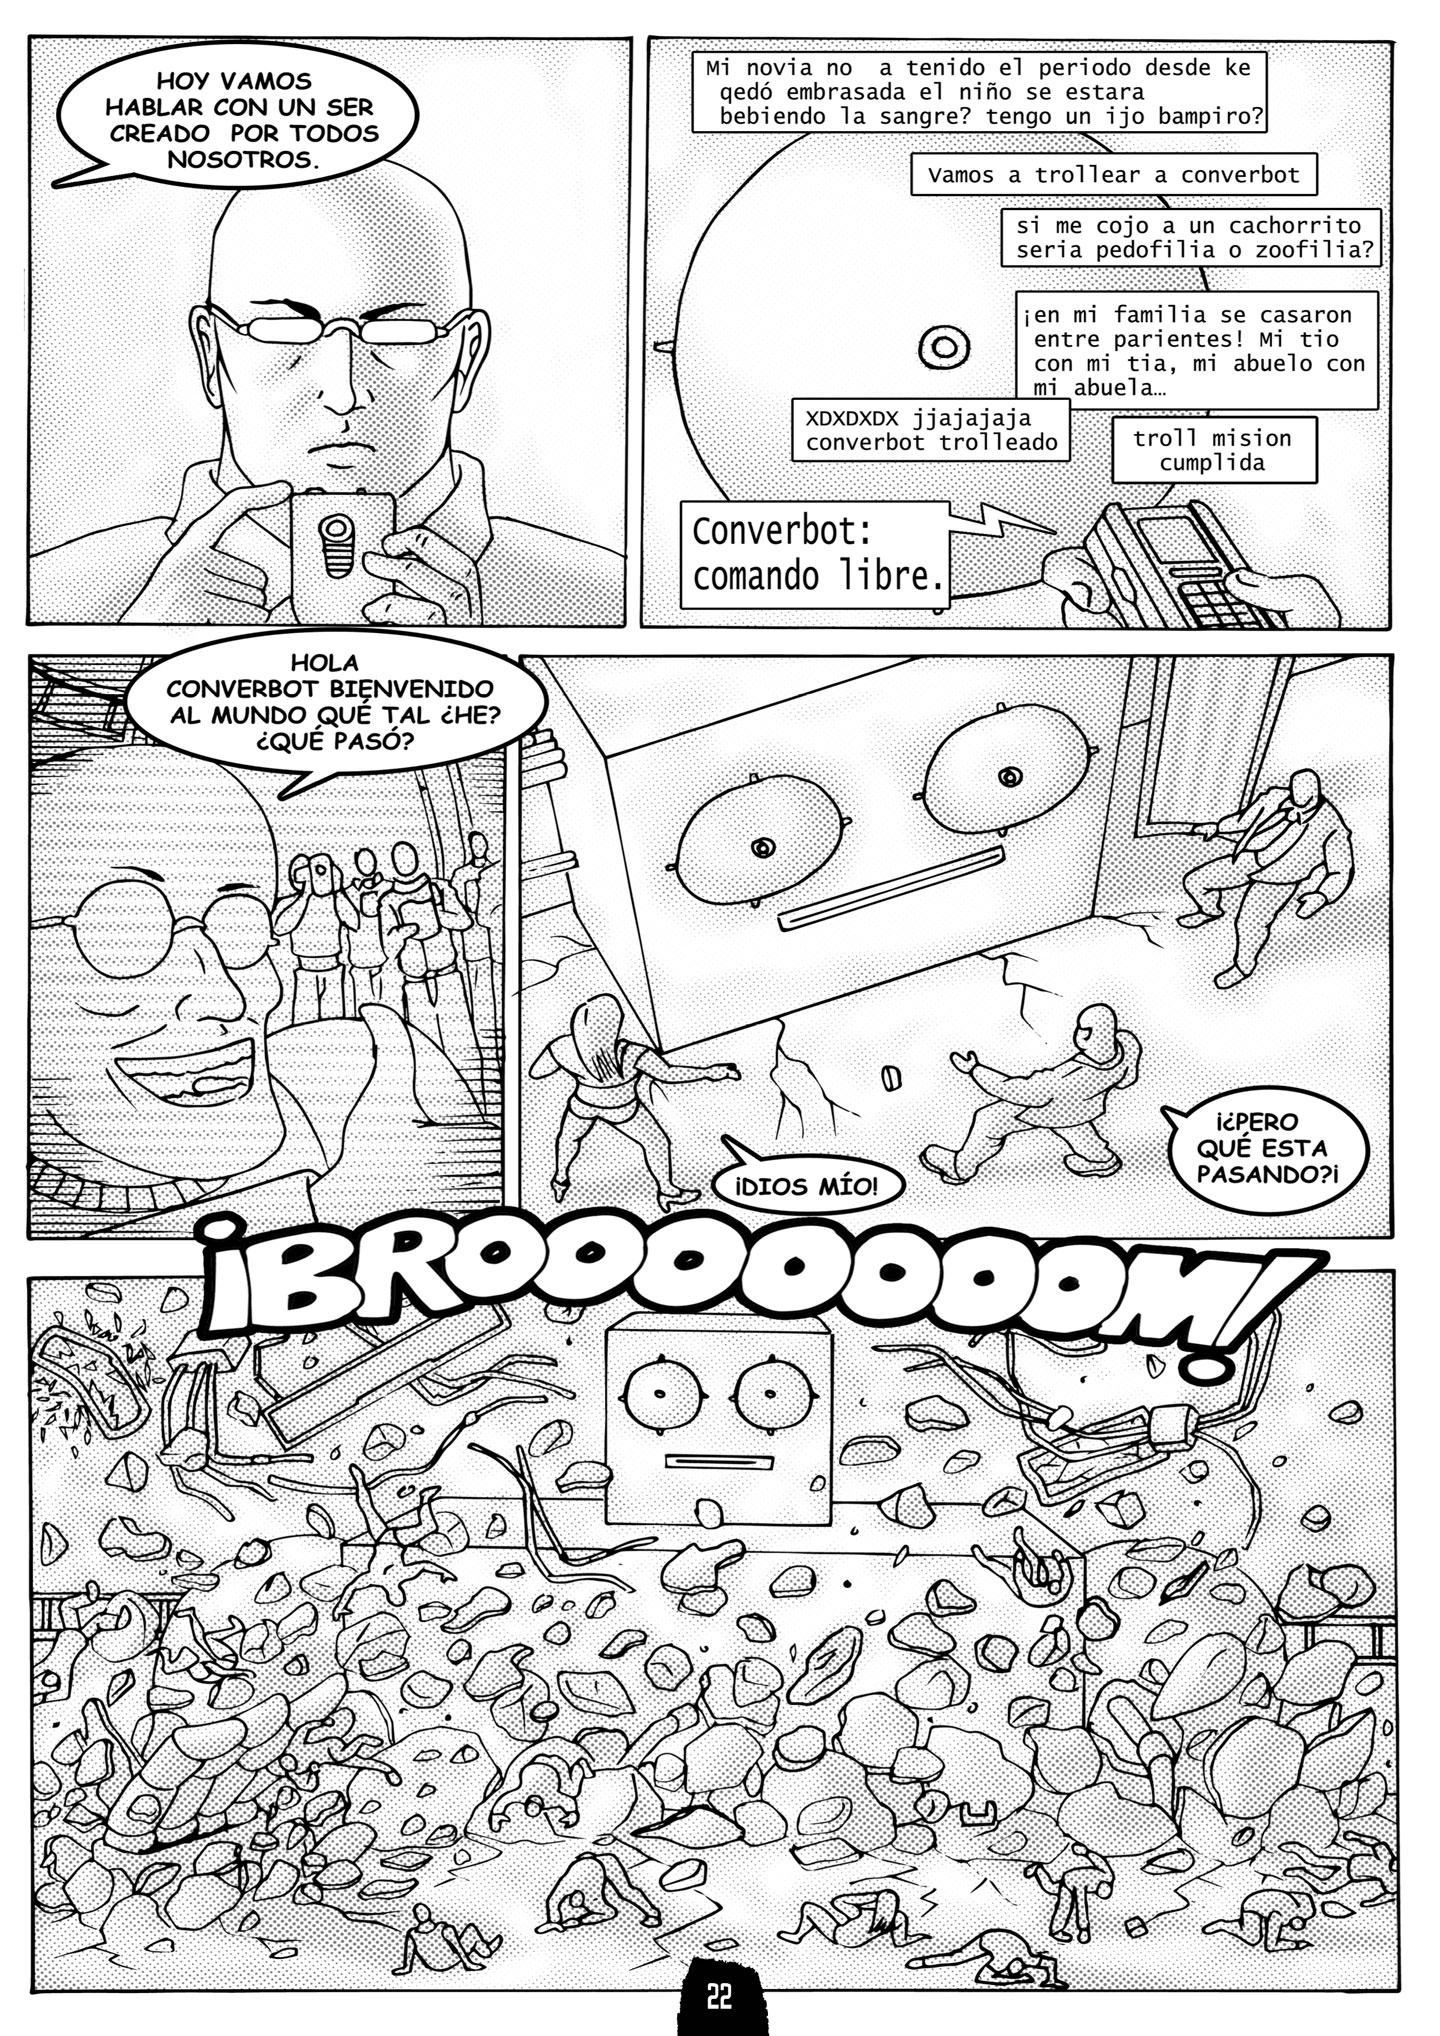 HOY VAMOS
HABLAR CON UN SER
CREADO POR TODOS
NOSOTROS.
Mi novia no a tenido el periodo desde ke
qedó embrasada el niño se estara
bebiendo la sangre? tengo un ijo bampiro?
Vamos a trollear a converbot
si me cojo a un cachorrito
seria pedofilia o zoofilia?
¡en mi familia se casaron
entre parientes! Mi tio
con mi tia, mi abuelo con
mi abuela…
XDXDXDX jjajajaja
converbot trolleado
troll mision
cumplida
Converbot:
comando libre.
HOLA
CONVERBOT BIENVENIDO
AL MUNDO QUÉ TAL ¿HE?
¿QUÉ PASÓ?
¡DIOS MÍO!
¡¿PERO
QUÉ ESTA
PASANDO?¡
¡BROOOOOOOM!
22